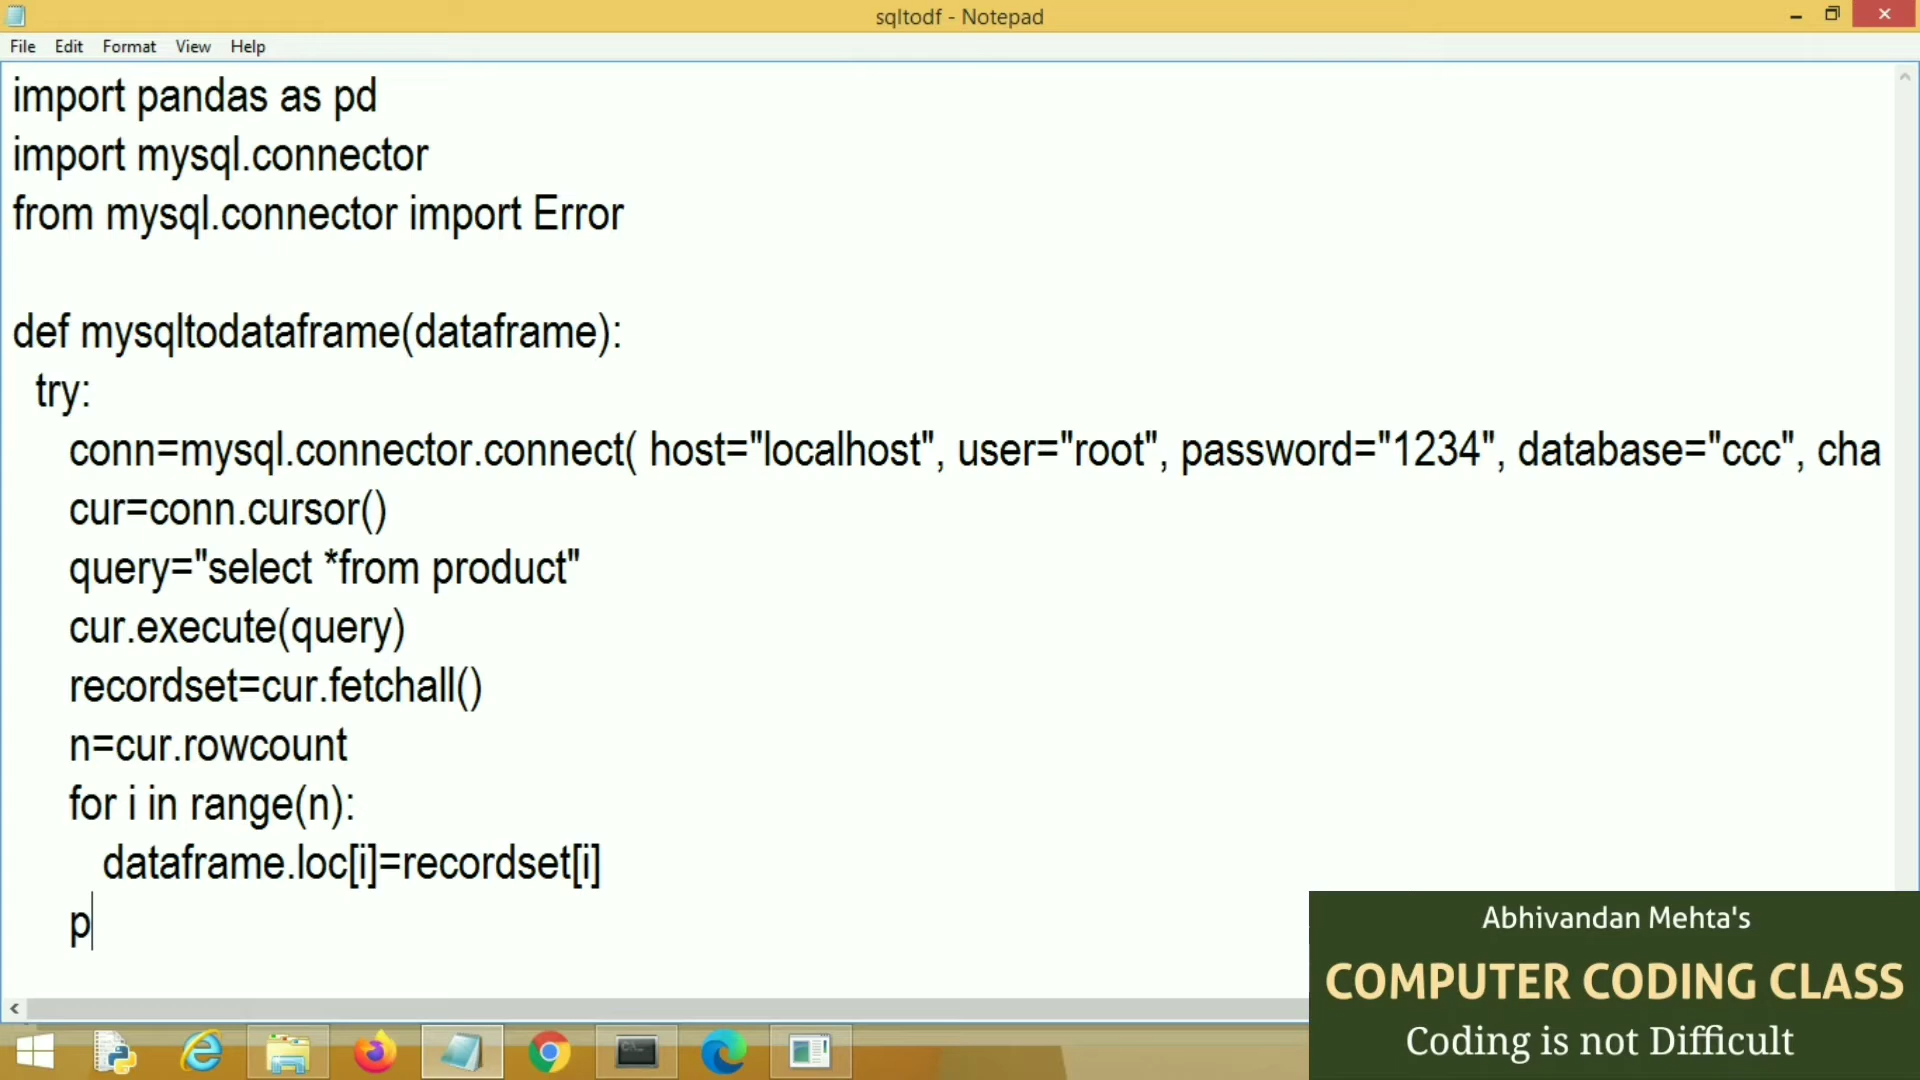 sqltodf - Notepad
File Edit Format View Help
import pandas as pd
import mysql.connector
from mysql.connector import Error
def mysqltodataframe(dataframe):
try:
conn=mysql.connector.connect( host="localhost", user="root", password="1234", database="ccc", cha
cur=conn.cursor()
query="select *from product"
cur.execute(query)
recordset=cur.fetchall()
n=cur.rowcount
for i in range(n):
dataframe.loc[i]=recordset[i]
p
Abhivandan Mehta's
COMPUTER CODING CLASS
Coding is not Difficult